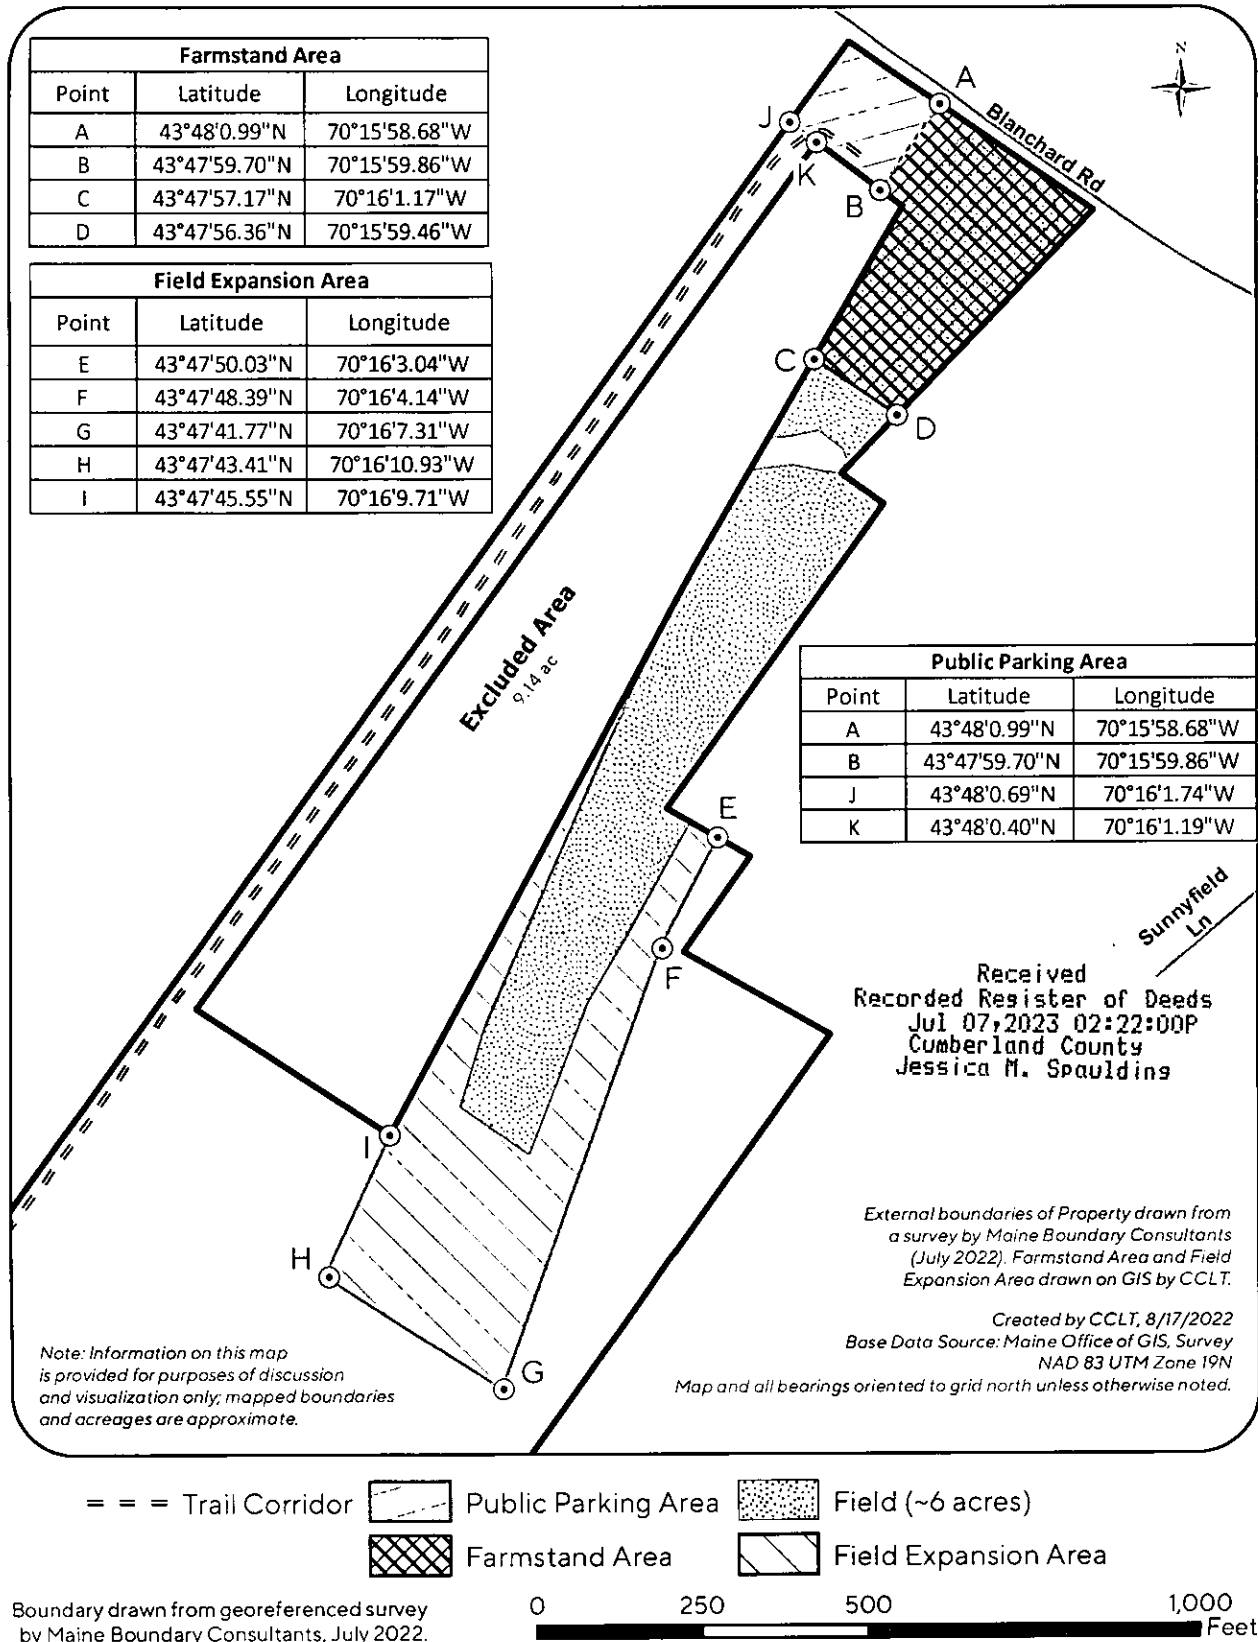 Farmstand Area
Point Latitude Longitude
A 43°48'0.99"N 70°15'58.68"W
B 43°47'59.70"N 70°15'59.86"W
C 43°47'57.17"N 70°16'1.17"W
D 43°47'56.36"N 70°15'59.46"W
Field Expansion Area
Point Latitude Longitude
E 43°47'50.03"N 70°16'3.04"W
F 43°47'48.39"N 70°16'4.14"W
G 43°47'41.77"N 70°16'7.31"W
H 43°47'43.41"N 70°16'10.93"W
I 43°47'45.55"N 70°16'9.71"W
N
A
Blanchard Rd
J
K
B
C
D
Excluded Area
9.14 ac
Public Parking Area
Point Latitude Longitude
A 43°48'0.99"N 70°15'58.68"W
B 43°47'59.70"N 70°15'59.86"W
J 43°48'0.69"N 70°16'1.74"W
K 43°48'0.40"N 70°16'1.19"W
E
F
Sunnyfield
Ln
Received
Recorded Register of Deeds
Jul 07,2023 02:22:00P
Cumberland County
Jessica M. Spaulding
I
H
G
External boundaries of Property drawn from
a survey by Maine Boundary Consultants
(July 2022). Farmstand Area and Field
Expansion Area drawn on GIS by CCLT.
Created by CCLT, 8/17/2022
Base Data Source: Maine Office of GIS, Survey
NAD 83 UTM Zone 19N
Map and all bearings oriented to grid north unless otherwise noted.
Note: Information on this map
is provided for purposes of discussion
and visualization only; mapped boundaries
and acreages are approximate.
= = = Trail Corridor Public Parking Area Field (~6 acres)
Farmstand Area Field Expansion Area
Boundary drawn from georeferenced survey
by Maine Boundary Consultants, July 2022.
0 250 500 1,000
Feet